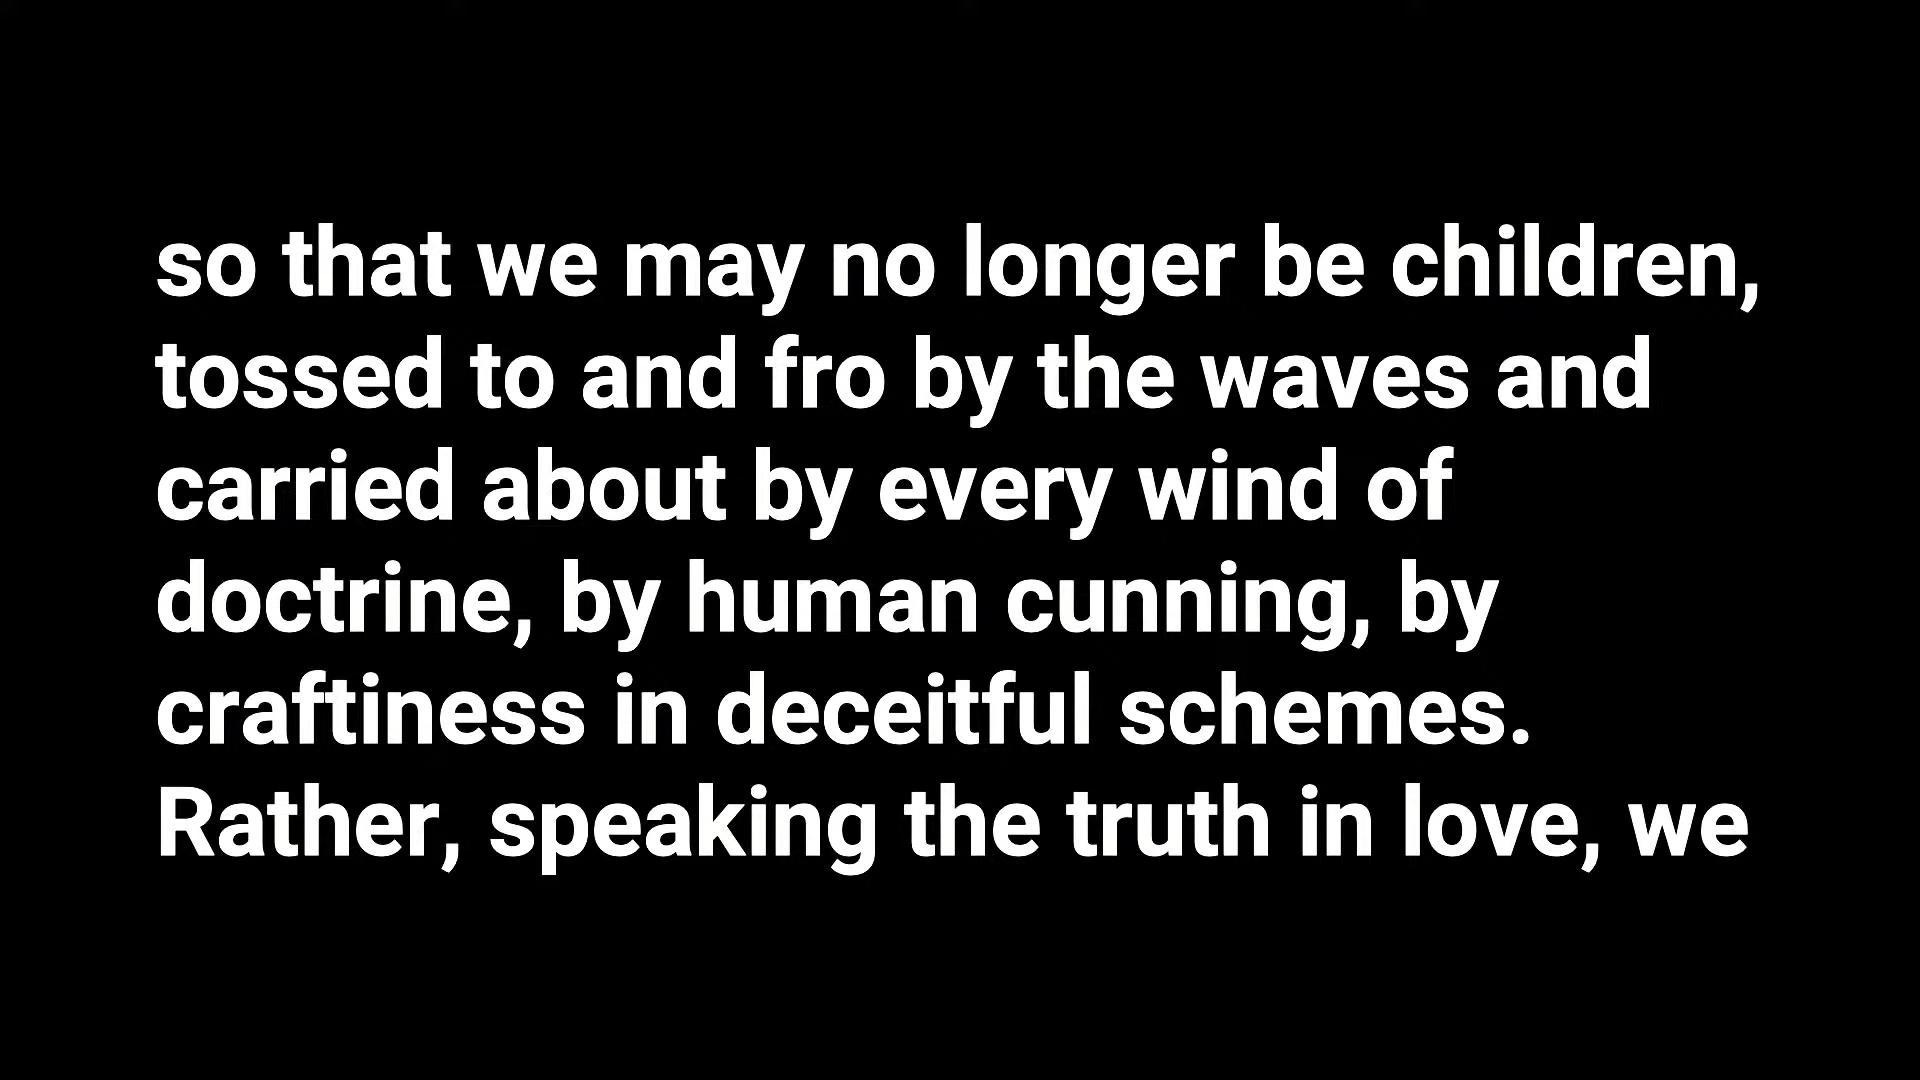 so that we may no longer be children,
tossed to and fro by the waves and
carried about by every wind of
doctrine, by human cunning, by
craftiness in deceitful schemes.
Rather, speaking the truth in love, we